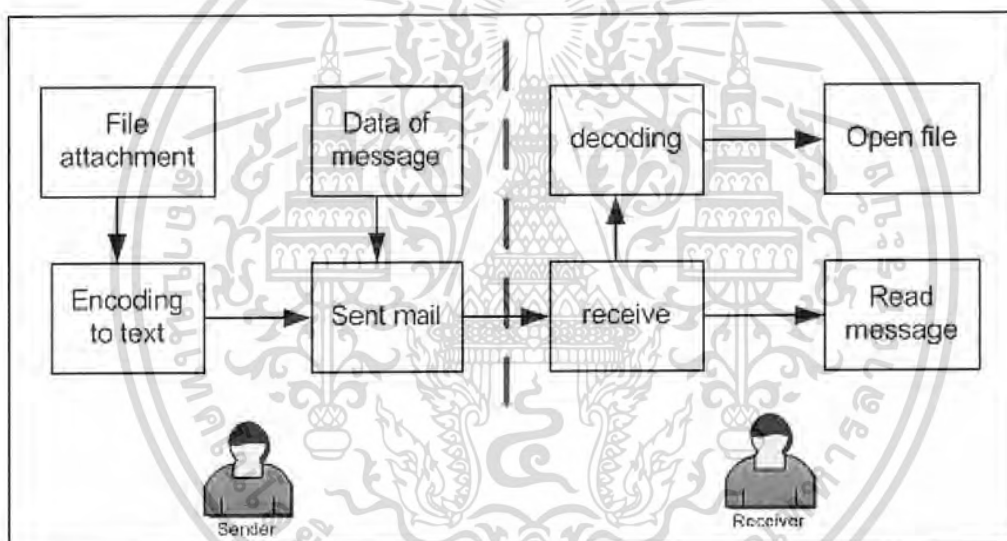 File
attachment
Data of
message
decoding
Open file
Encoding
to text
Sent mail
receive
Read
message
Sender
Receiver